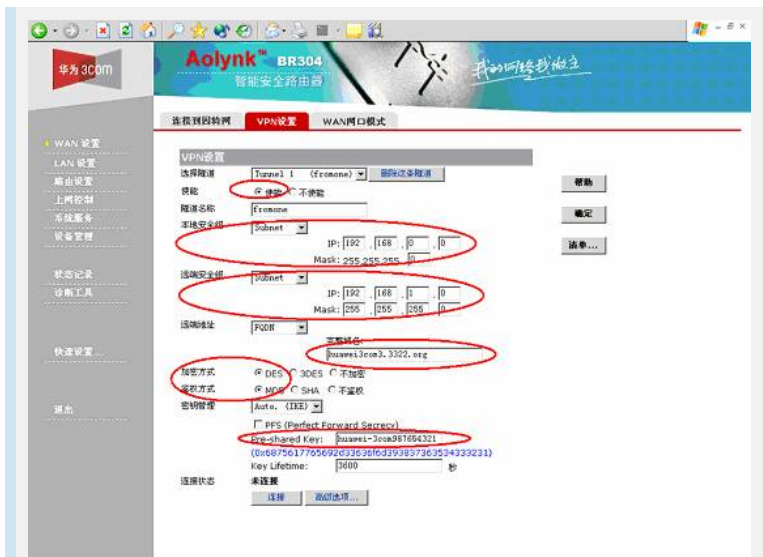 华为3COM
Aolynk™ BR304
智能安全路由器
我的网络我做主
连接到因特网 VPN设置 WAN网口模式
WAN 设置
LAN 设置
路由设置
上网控制
系统服务
设备管理
状态记录
诊断工具
快速设置...
退出
VPN设置
选择隧道 Tunnel 1 (fromone) 删除这条隧道
使能 使能 不使能
隧道名称 fromone
本地安全组 Subnet
IP: 192 . 168 . 0 . 0
Mask: 255.255.255. 0
远端安全组 Subnet
IP: 192 . 168 . 1 . 0
Mask: 255 . 255 . 255 . 0
远端地址 FQDN
完整域名:
huawei3com3.3322.org
加密方式 DES 3DES 不加密
鉴权方式 MD5 SHA 不鉴权
密钥管理 Auto. (IKE)
PFS (Perfect Forward Secrecy)
Pre-shared Key: huawei-3com987654321
(0x6875617765692d33636f6d393837363534333231)
Key Lifetime: 3600 秒
连接状态 未连接
连接 高级选项...
帮助
确定
清单...